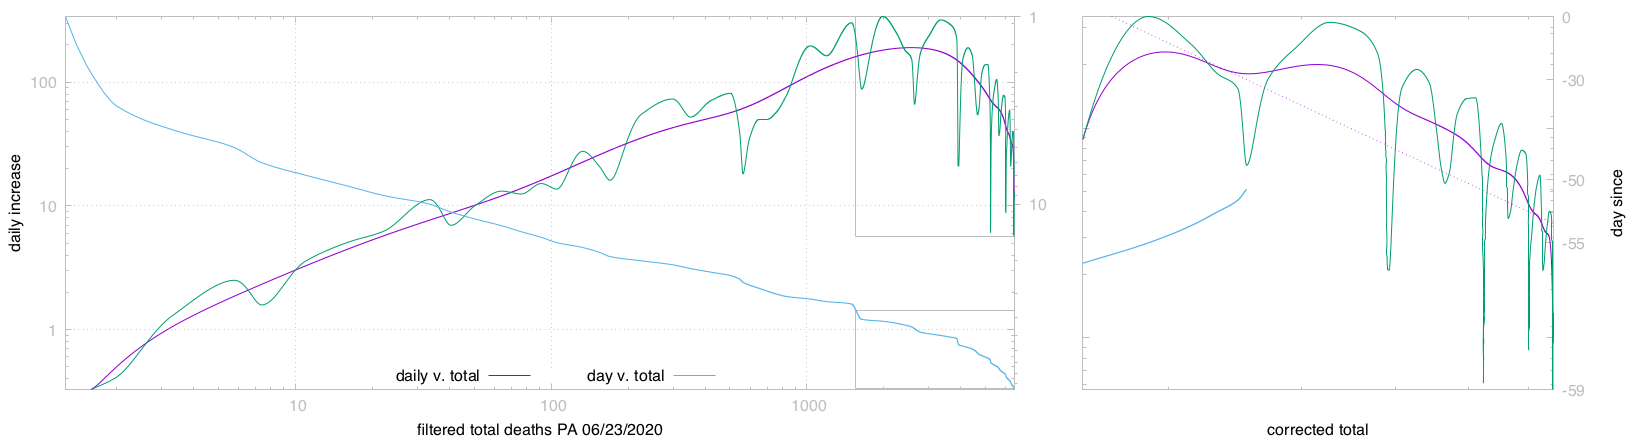 100
10
1
daily increase
10
100
1000
filtered total deaths PA 06/23/2020
daily v. total
day v. total
1
10
0
-30
-50
-55
-59
day since
corrected total